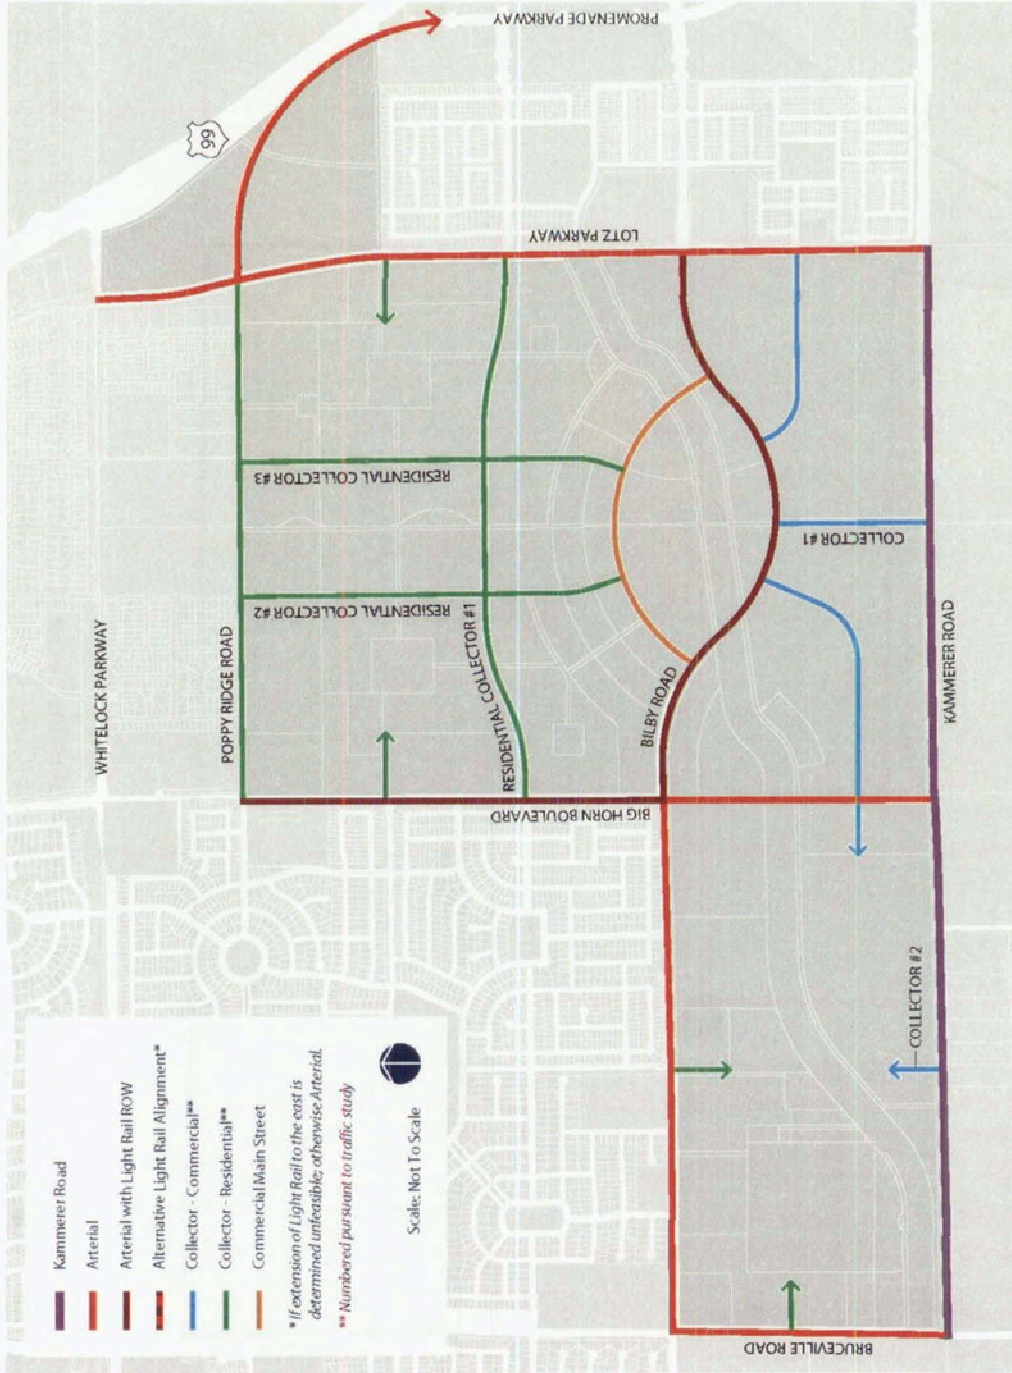 Kammerer Road
Arterial
Arterial with Light Rail ROW
Alternative Light Rail Alignment*
Collector - Commercial**
Collector - Residential**
Commercial Main Street
* If extension of Light Rail to the east is
determined unfeasible; otherwise Arterial.
** Numbered pursuant to traffic study
Scale: Not To Scale
WHITELOCK PARKWAY
POPPY RIDGE ROAD
99
PROMENADE PARKWAY
LOTZ PARKWAY
RESIDENTIAL COLLECTOR #3
RESIDENTIAL COLLECTOR #2
RESIDENTIAL COLLECTOR #1
BIG HORN BOULEVARD
BILBY ROAD
COLLECTOR #1
COLLECTOR #2
KAMMERER ROAD
BRUCEVILLE ROAD